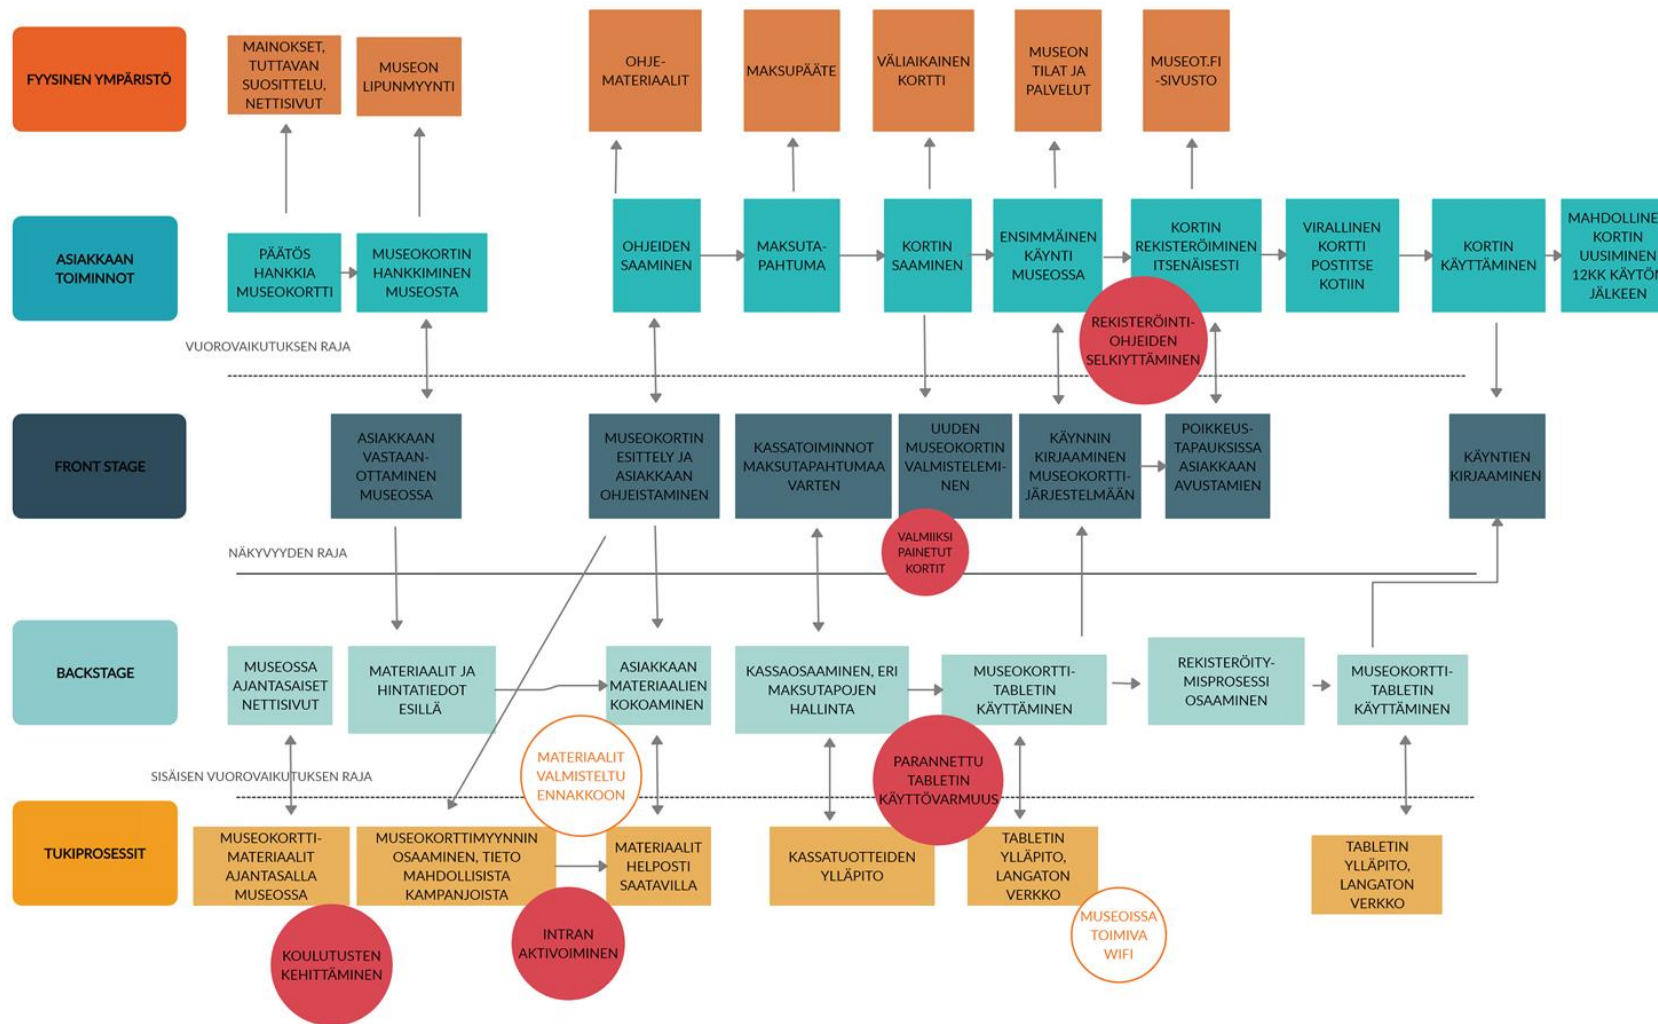 FYYSINEN YMPÄRISTÖ
MAINOKSET,
TUTTAVAN
SUOSITTELU,
NETTISIVUT
MUSEON
LIPUNMYYNTI
OHJE-
MATERIAALIT
MAKSUPÄÄTE
VÄLIAIKAINEN
KORTTI
MUSEON
TILAT JA
PALVELUT
MUSEOT.FI
-SIVUSTO
ASIAKKAAN
TOIMINNOT
PÄÄTÖS
HANKKIA
MUSEOKORTTI
MUSEOKORTIN
HANKKIMINEN
MUSEOSTA
OHJEIDEN
SAAMINEN
MAKSUTA-
PAHTUMA
KORTIN
SAAMINEN
ENSIMMÄINEN
KÄYNTI
MUSEOSSA
KORTIN
REKISTERÖIMINEN
ITSENÄISESTI
VIRALLINEN
KORTTI
POSTITSE
KOTIIN
KORTIN
KÄYTTÄMINEN
MAHDOLLINE
KORTIN
UUSIMINEN
12KK KÄYTÖN
JÄLKEEN
REKISTERÖINTI-
OHJEIDEN
SELKIYTTÄMINEN
VUOROVAIKUTUKSEN RAJA
FRONT STAGE
ASIAKKAAN
VASTAAN-
OTTAMINEN
MUSEOSSA
MUSEOKORTIN
ESITTELY JA
ASIAKKAAN
OHJEISTAMINEN
KASSATOIMINNOT
MAKSUTAPAHTUMAA
VARTEN
UUDEN
MUSEOKORTIN
VALMISTELEMI-
NEN
KÄYNNIN
KIRJAAMINEN
MUSEOKORTTI-
JÄRJESTELMÄÄN
POIKKEUS-
TAPAUKSISSA
ASIAKKAAN
AVUSTAMIEN
KÄYNTIEN
KIRJAAMINEN
VALMIIKSI
PAINETUT
KORTIT
NÄKYVYYDEN RAJA
BACKSTAGE
MUSEOSSA
AJANTASAISET
NETTISIVUT
MATERIAALIT JA
HINTATIEDOT
ESILLÄ
ASIAKKAAN
MATERIAALIEN
KOKOAMINEN
KASSAOSAAMINEN, ERI
MAKSUTAPOJEN
HALLINTA
MUSEOKORTTI-
TABLETIN
KÄYTTÄMINEN
REKISTERÖITY-
MISPROSESSI
OSAAMINEN
MUSEOKORTTI-
TABLETIN
KÄYTTÄMINEN
MATERIAALIT
VALMISTELTU
ENNAKKOON
PARANNETTU
TABLETIN
KÄYTTÖVARMUUS
SISÄISEN VUOROVAIKUTUKSEN RAJA
TUKIPROSESSIT
MUSEOKORTTI-
MATERIAALIT
AJANTASALLA
MUSEOSSA
MUSEOKORTTIMYYNNIN
OSAAMINEN, TIETO
MAHDOLLISISTA
KAMPANJOISTA
MATERIAALIT
HELPOSTI
SAATAVILLA
KASSATUOTTEIDEN
YLLÄPITO
TABLETIN
YLLÄPITO,
LANGATON
VERKKO
TABLETIN
YLLÄPITO,
LANGATON
VERKKO
KOULUTUSTEN
KEHITTÄMINEN
INTRAN
AKTIVOIMINEN
MUSEOISSA
TOIMIVA
WIFI